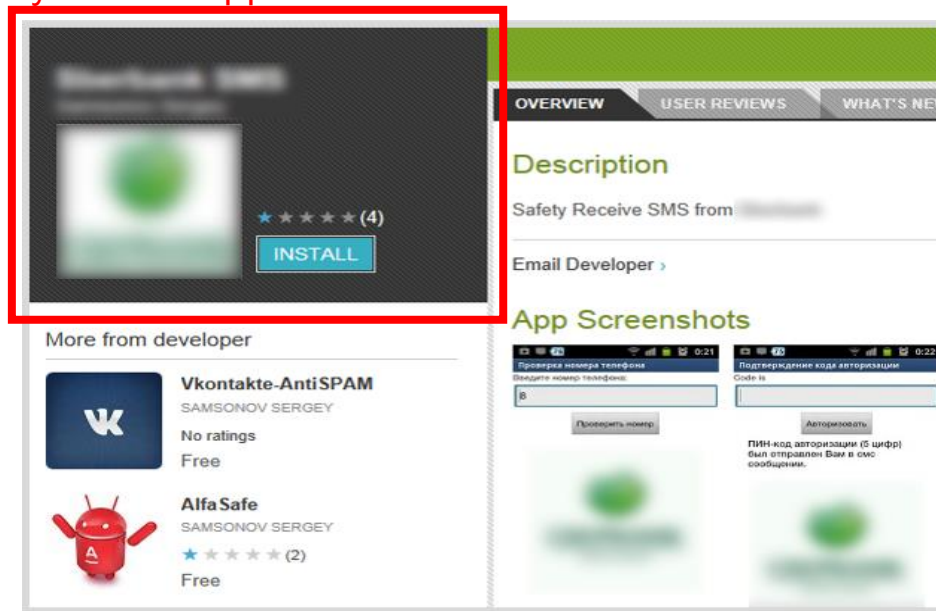 (4)
INSTALL
OVERVIEW
USER REVIEWS
WHAT'S NE
Description
Safety Receive SMS from
Email Developer ›
App Screenshots
0:21
Проверка номера телефона
Введите номер телефона:
8
Проверить номер
0:22
Подтверждение кода авторизации
Code is
Авторизовать
ПИН-код авторизации (5 цифр)
был отправлен Вам в смс
сообщении.
More from developer
Vkontakte-AntiSPAM
SAMSONOV SERGEY
No ratings
Free
AlfaSafe
SAMSONOV SERGEY
(2)
Free